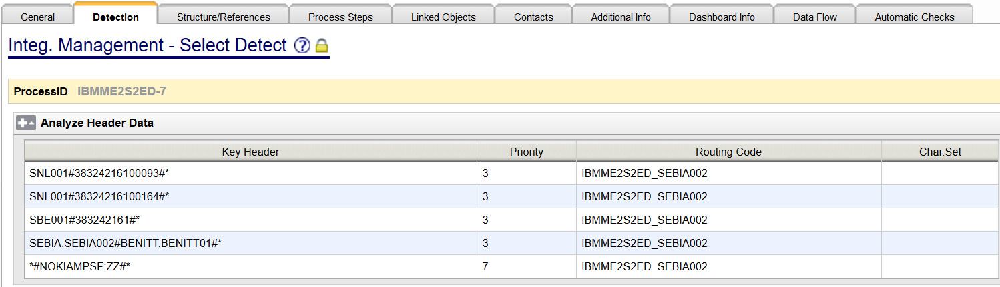 General Detection Structure/References Process Steps Linked Objects Contacts Additional Info Dashboard Info Data Flow Automatic Checks
Integ. Management - Select Detect ?
ProcessID IBMME2S2ED-7
Analyze Header Data
Key Header Priority Routing Code Char.Set
SNL001#38324216100093#* 3 IBMME2S2ED_SEBIA002
SNL001#38324216100164#* 3 IBMME2S2ED_SEBIA002
SBE001#383242161#* 3 IBMME2S2ED_SEBIA002
SEBIA.SEBIA002#BENITT.BENITT01#* 3 IBMME2S2ED_SEBIA002
*#NOKIAMPSF:ZZ#* 7 IBMME2S2ED_SEBIA002